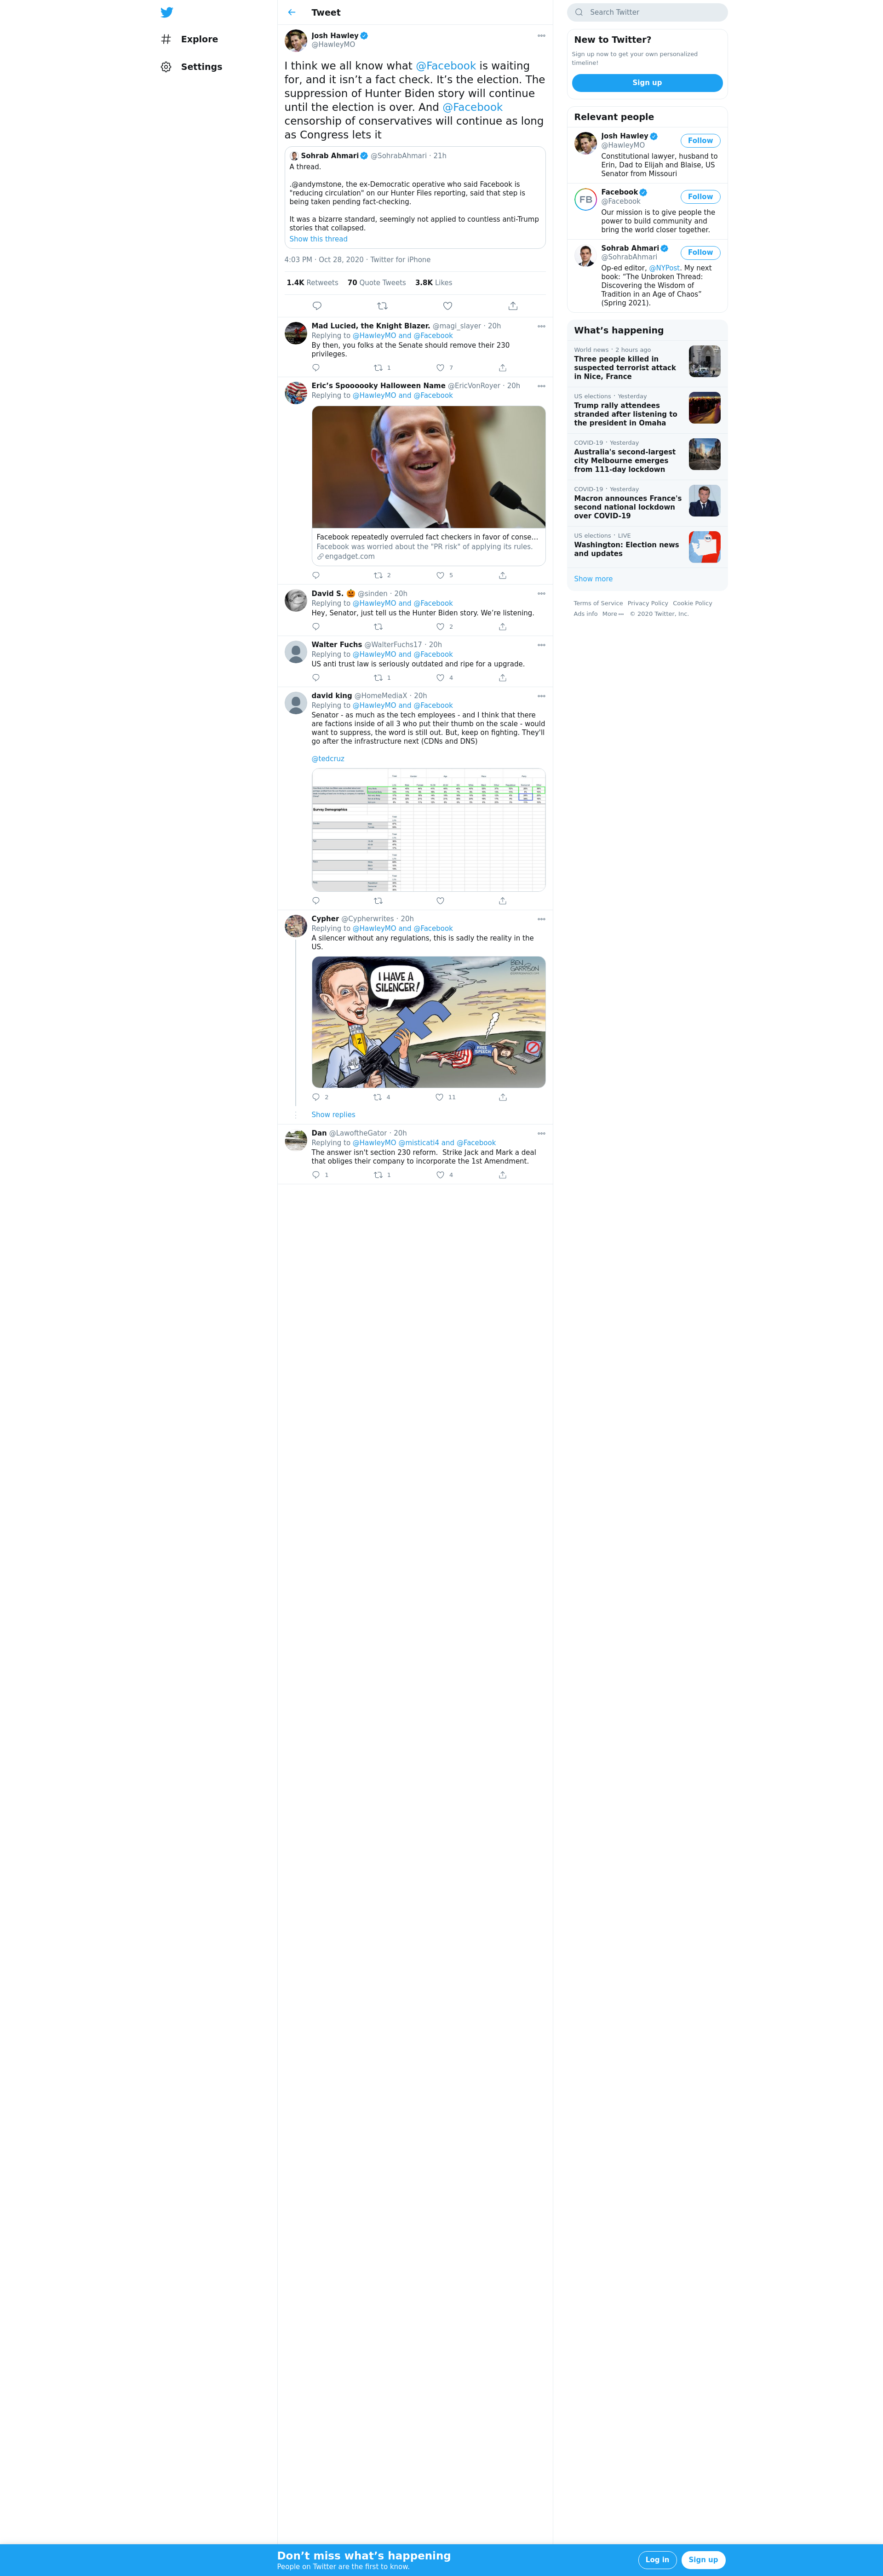 Explore
Settings
Tweet
Josh Hawley
@HawleyMO
I think we all know what @Facebook is waiting
for, and it isn’t a fact check. It’s the election. The
suppression of Hunter Biden story will continue
until the election is over. And @Facebook
censorship of conservatives will continue as long
as Congress lets it
Sohrab Ahmari @SohrabAhmari · 21h
A thread.
.@andymstone, the ex-Democratic operative who said Facebook is
"reducing circulation" on our Hunter Files reporting, said that step is
being taken pending fact-checking.
It was a bizarre standard, seemingly not applied to countless anti-Trump
stories that collapsed.
Show this thread
4:03 PM · Oct 28, 2020 · Twitter for iPhone
1.4K Retweets 70 Quote Tweets 3.8K Likes
Mad Lucied, the Knight Blazer. @magi_slayer · 20h
Replying to @HawleyMO and @Facebook
By then, you folks at the Senate should remove their 230
privileges.
1 7
Eric’s Spoooooky Halloween Name @EricVonRoyer · 20h
Replying to @HawleyMO and @Facebook
Facebook repeatedly overruled fact checkers in favor of conse...
Facebook was worried about the "PR risk" of applying its rules.
engadget.com
2 5
David S. @sinden · 20h
Replying to @HawleyMO and @Facebook
Hey, Senator, just tell us the Hunter Biden story. We’re listening.
2
Walter Fuchs @WalterFuchs17 · 20h
Replying to @HawleyMO and @Facebook
US anti trust law is seriously outdated and ripe for a upgrade.
1 4
david king @HomeMediaX · 20h
Replying to @HawleyMO and @Facebook
Senator - as much as the tech employees - and I think that there
are factions inside of all 3 who put their thumb on the scale - would
want to suppress, the word is still out. But, keep on fighting. They'll
go after the infrastructure next (CDNs and DNS)
@tedcruz
Survey Demographics
Cypher @Cypherwrites · 20h
Replying to @HawleyMO and @Facebook
A silencer without any regulations, this is sadly the reality in the
US.
BEN GARRISON
I HAVE A
SILENCER!
Z
FREE
SPEECH
2 4 11
Show replies
Dan @LawoftheGator · 20h
Replying to @HawleyMO @misticati4 and @Facebook
The answer isn’t section 230 reform. Strike Jack and Mark a deal
that obliges their company to incorporate the 1st Amendment.
1 1 4
Search Twitter
New to Twitter?
Sign up now to get your own personalized
timeline!
Sign up
Relevant people
Josh Hawley
@HawleyMO
Follow
Constitutional lawyer, husband to
Erin, Dad to Elijah and Blaise, US
Senator from Missouri
FB
Facebook
@Facebook
Follow
Our mission is to give people the
power to build community and
bring the world closer together.
Sohrab Ahmari
@SohrabAhmari
Follow
Op-ed editor, @NYPost. My next
book: “The Unbroken Thread:
Discovering the Wisdom of
Tradition in an Age of Chaos”
(Spring 2021).
What’s happening
World news · 2 hours ago
Three people killed in
suspected terrorist attack
in Nice, France
US elections · Yesterday
Trump rally attendees
stranded after listening to
the president in Omaha
COVID-19 · Yesterday
Australia's second-largest
city Melbourne emerges
from 111-day lockdown
COVID-19 · Yesterday
Macron announces France's
second national lockdown
over COVID-19
US elections · LIVE
Washington: Election news
and updates
Show more
Terms of Service Privacy Policy Cookie Policy
Ads info More © 2020 Twitter, Inc.
Don’t miss what’s happening
People on Twitter are the first to know.
Log in
Sign up